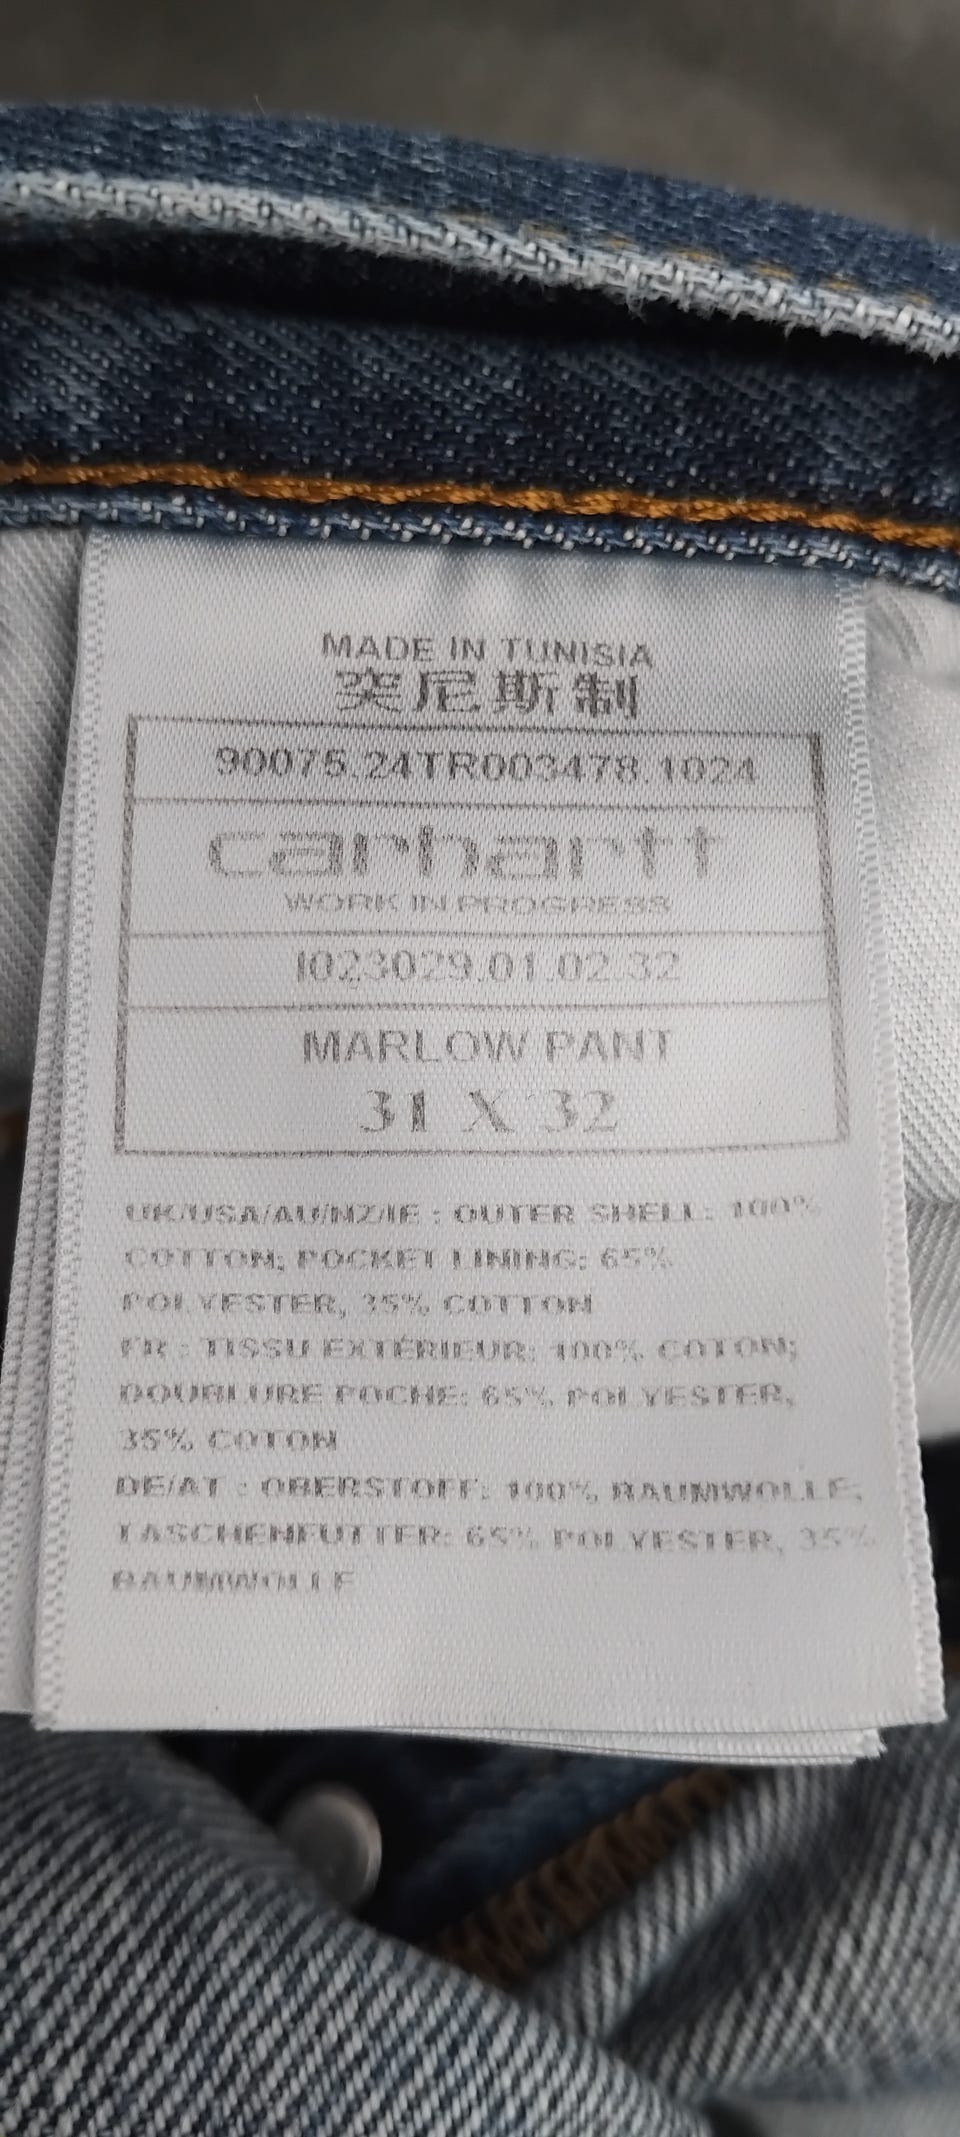 MADE IN TUNISIA
突尼斯制
90075.24TR003478.1024
carhartt
WORK IN PROGRESS
I023029.01.02.32
MARLOW PANT
31 X 32
UK/USA/AU/NZ/IE : OUTER SHELL: 100%
COTTON; POCKET LINING: 65%
POLYESTER, 35% COTTON
FR : TISSU EXTÉRIEUR: 100% COTON;
DOUBLURE POCHE: 65% POLYESTER,
35% COTON
DE/AT : OBERSTOFF: 100% BAUMWOLLE;
TASCHENFUTTER: 65% POLYESTER, 35%
BAUMWOLLE